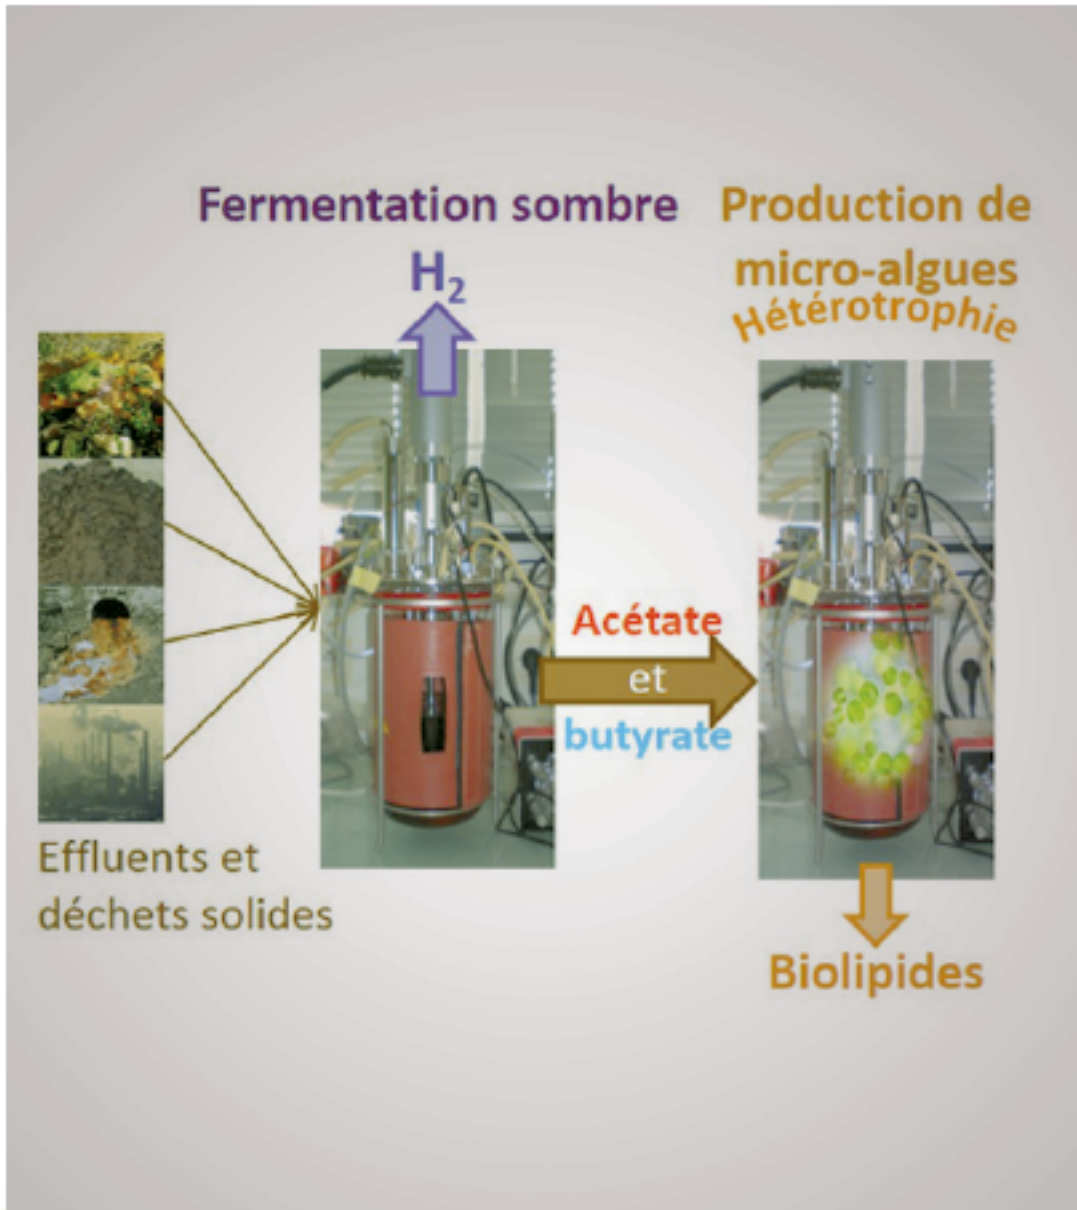 Fermentation sombre
H₂
Production de
micro-algues
Hétérotrophie
Acétate
et
butyrate
Effluents et
déchets solides
Biolipides